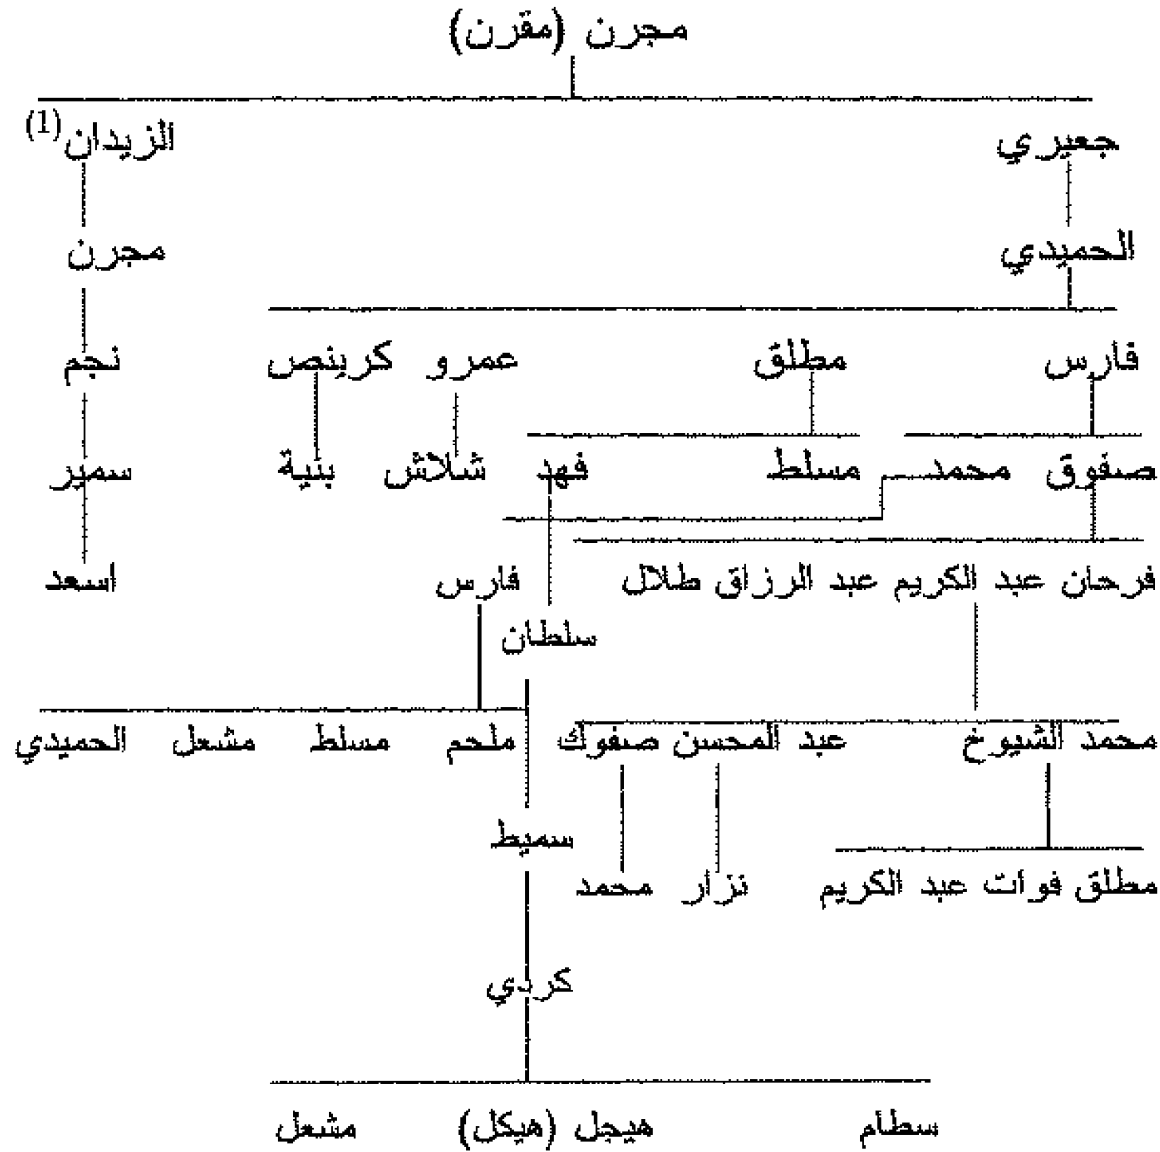 مجرن (مقرن)
جعيري الزيدان(1)
الحميدي مجرن
فارس مطلق عمرو كرينص نجم
صفوق محمد مسلط فهد شلاش بنية سمير
فرحان عبد الكريم عبد الرزاق طلال فارس اسعد
سلطان
محمد الشيوخ عبد المحسن صفوك ملحم مسلط مشعل الحميدي
سميط
مطلق فوات عبد الكريم نزار محمد
كردي
سطام هيجل (هيكل) مشعل